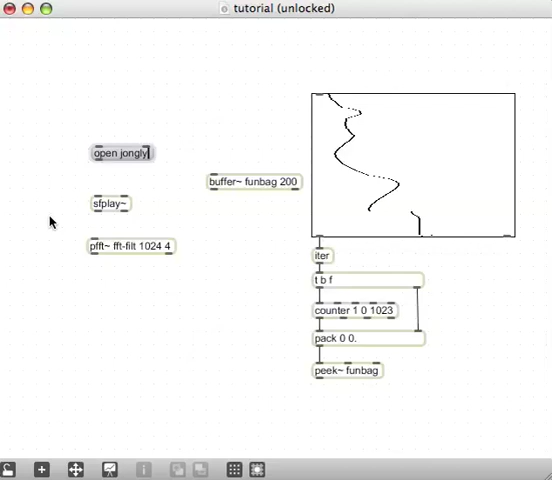 tutorial (unlocked)
open jongly
buffer~ funbag 200
sfplay~
pfft~ fft-filt 1024 4
iter
t b f
counter 1 0 1023
pack 0 0.
peek~ funbag